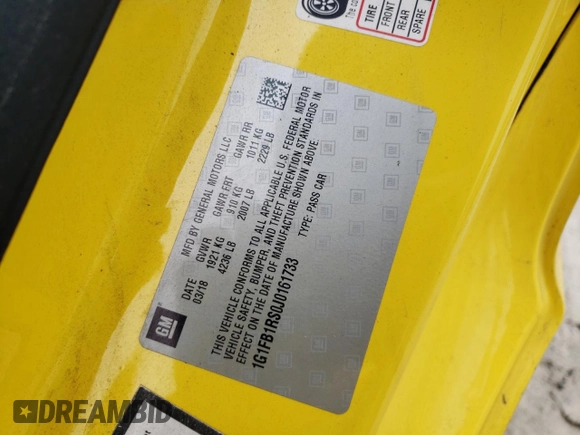 The co
TIRE
FRONT
REAR
SPARE
MFD BY GENERAL MOTORS LLC
DATE GVWR GAWR FRT GAWR RR
03/18 1921 KG 910 KG 1011 KG
4236 LB 2007 LB 2229 LB
THIS VEHICLE CONFORMS TO ALL APPLICABLE U.S. FEDERAL MOTOR
VEHICLE SAFETY, BUMPER, AND THEFT PREVENTION STANDARDS IN
EFFECT ON THE DATE OF MANUFACTURE SHOWN ABOVE.
1G1FB1RS0J0161733 TYPE: PASS CAR
GM
DREAMBID